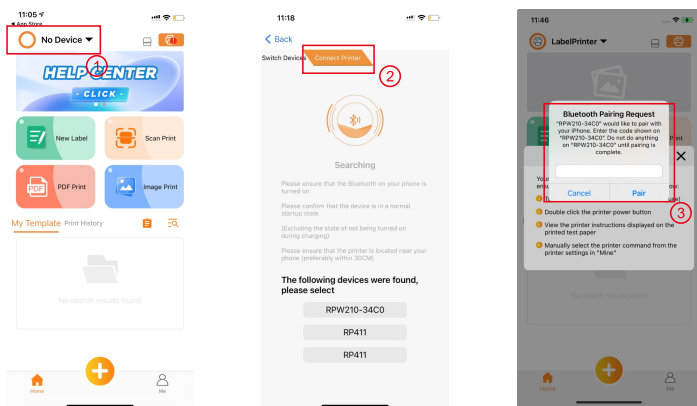 11:05
App Store
No Device
1
HELP CENTER
CLICK
New Label
Scan Print
PDF
PDF Print
Image Print
My Template
Print History
No search results found
Home
Me
11:18
Back
Switch Devices
Connect Printer
2
Searching
Please ensure that the Bluetooth on your phone is
turned on
Please confirm that the device is in a normal
startup state
(Excluding the state of not being turned on
during charging)
Please ensure that the printer is located near your
phone (preferably within 30CM)
The following devices were found,
please select
RPW210-34C0
RP411
RP411
11:46
LabelPrinter
Bluetooth Pairing Request
"RPW210-34C0" would like to pair with
your iPhone. Enter the code shown on
"RPW210-34C0". Do not do anything
on "RPW210-34C0" until pairing is
complete.
Cancel
Pair
3
Double click the printer power button
View the printer instructions displayed on the
printed test paper
Manually select the printer command from the
printer settings in "Mine"
No search results found
Home
Me